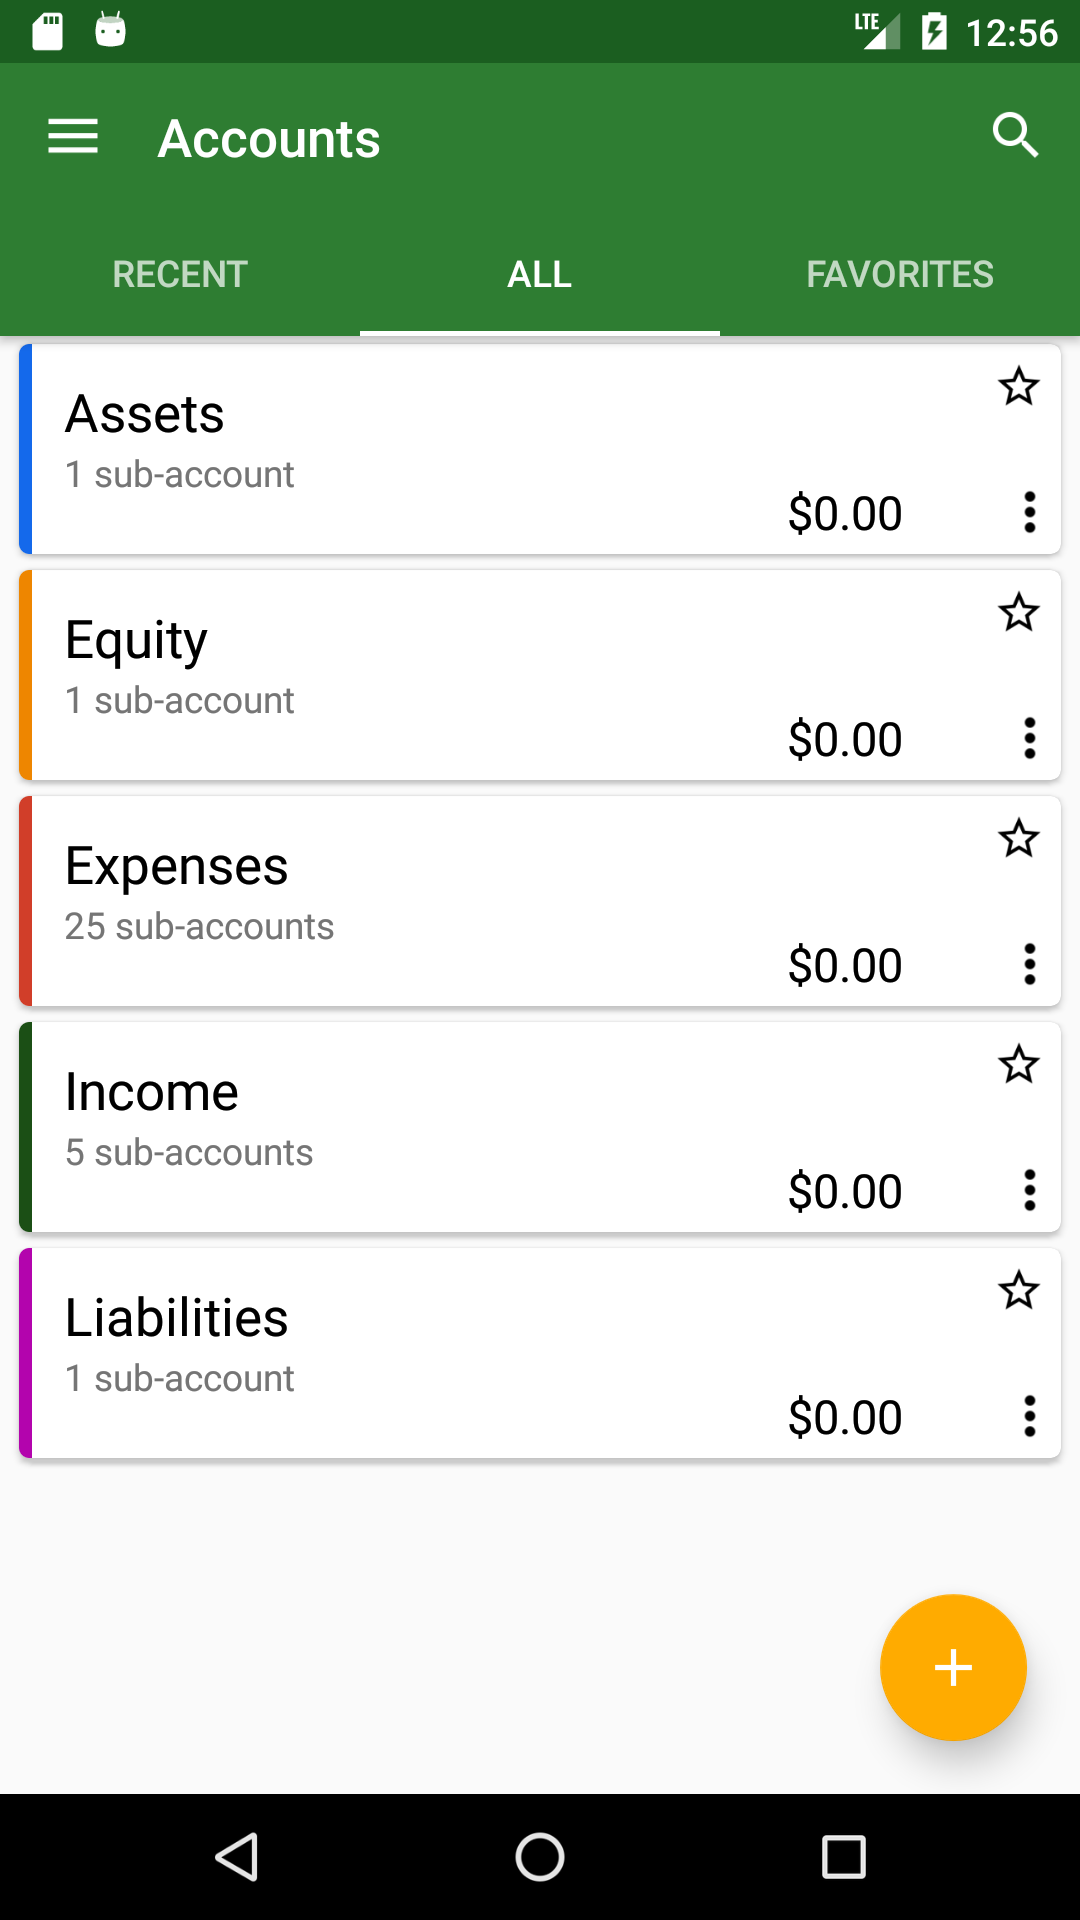 LTE 12:56
Accounts
RECENT ALL FAVORITES
Assets
1 sub-account
$0.00
Equity
1 sub-account
$0.00
Expenses
25 sub-accounts
$0.00
Income
5 sub-accounts
$0.00
Liabilities
1 sub-account
$0.00